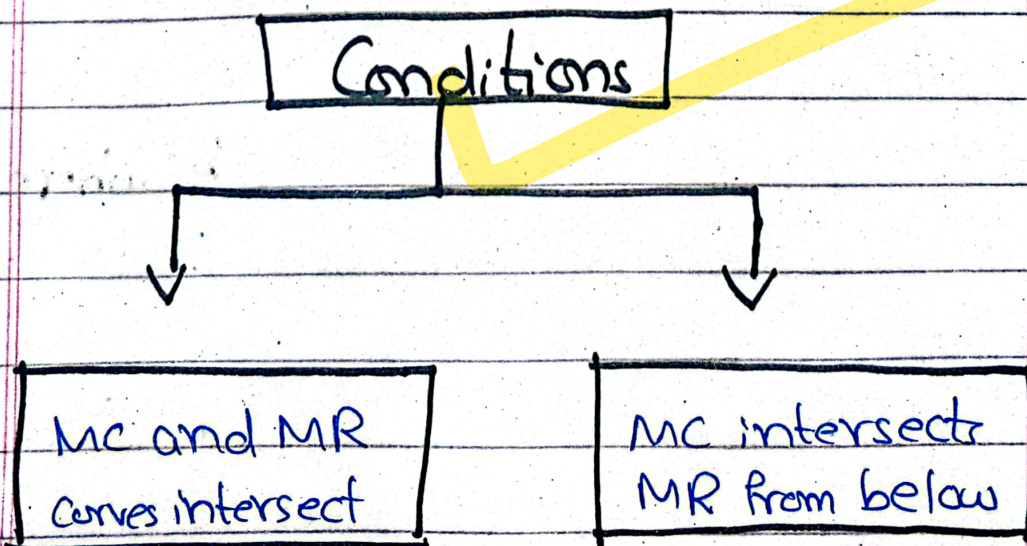 Conditions
MC and MR
curves intersect
MC intersects
MR from below